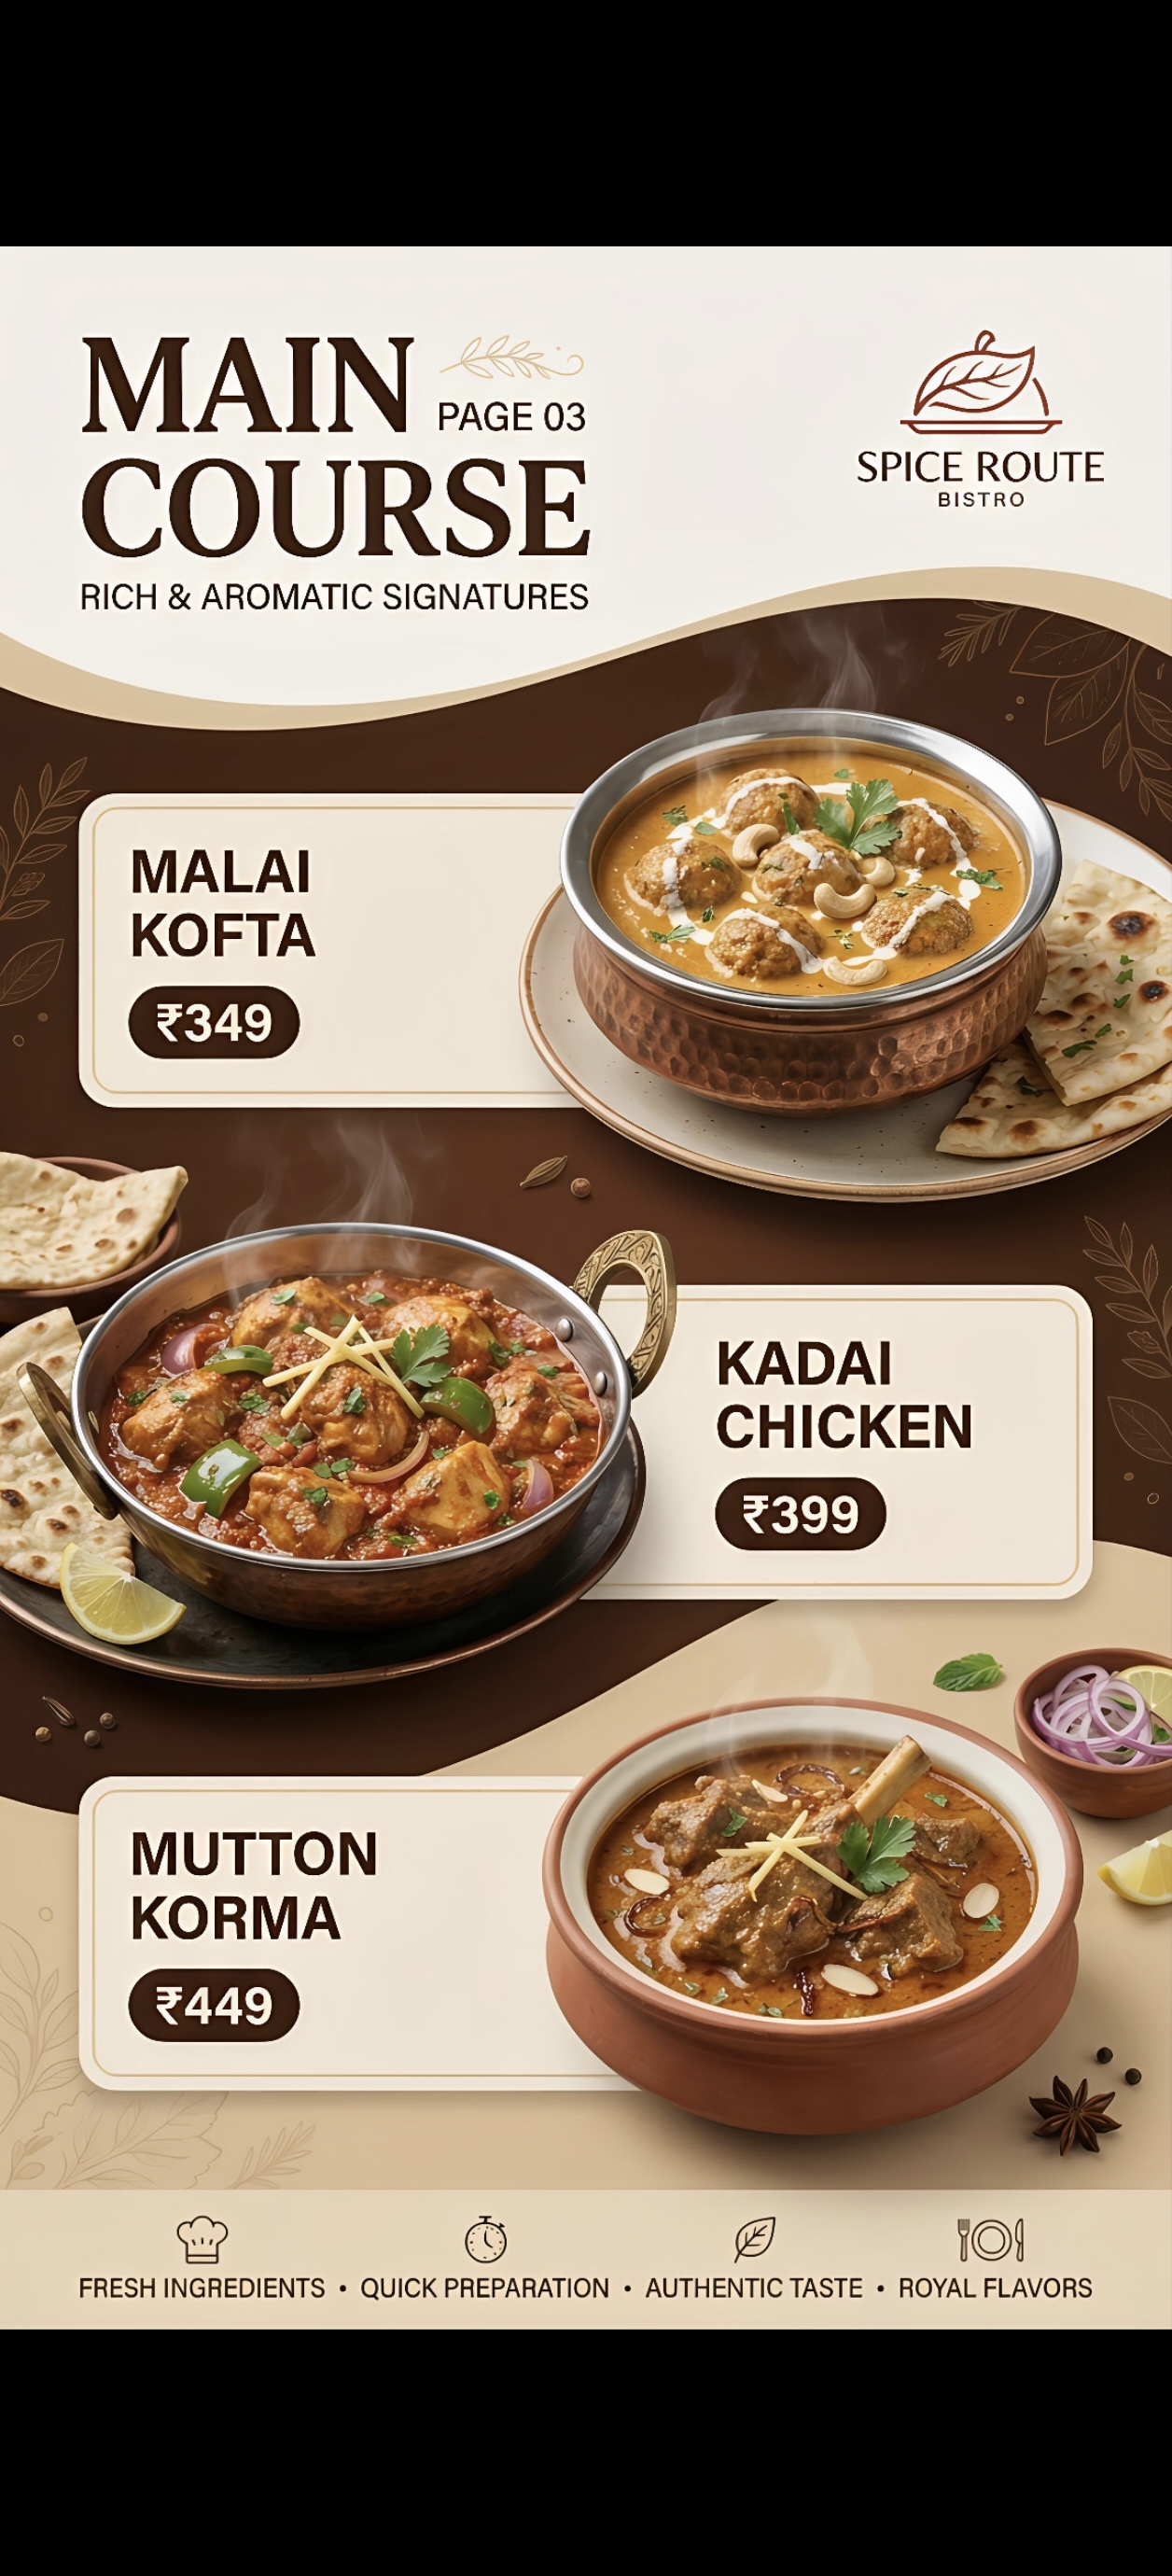 MAIN
PAGE 03
COURSE
RICH & AROMATIC SIGNATURES
SPICE ROUTE
BISTRO
MALAI
KOFTA
₹349
KADAI
CHICKEN
₹399
MUTTON
KORMA
₹449
FRESH INGREDIENTS • QUICK PREPARATION • AUTHENTIC TASTE • ROYAL FLAVORS